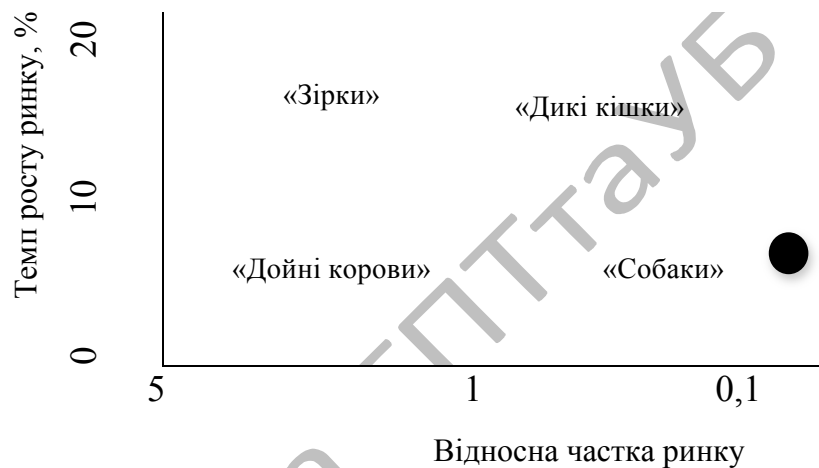 Темп росту ринку, %
20
«Зірки»
«Дикі кішки»
10
«Дойні корови»
«Собаки»
0
5
1
0,1
Відносна частка ринку
ГПТтаУБ